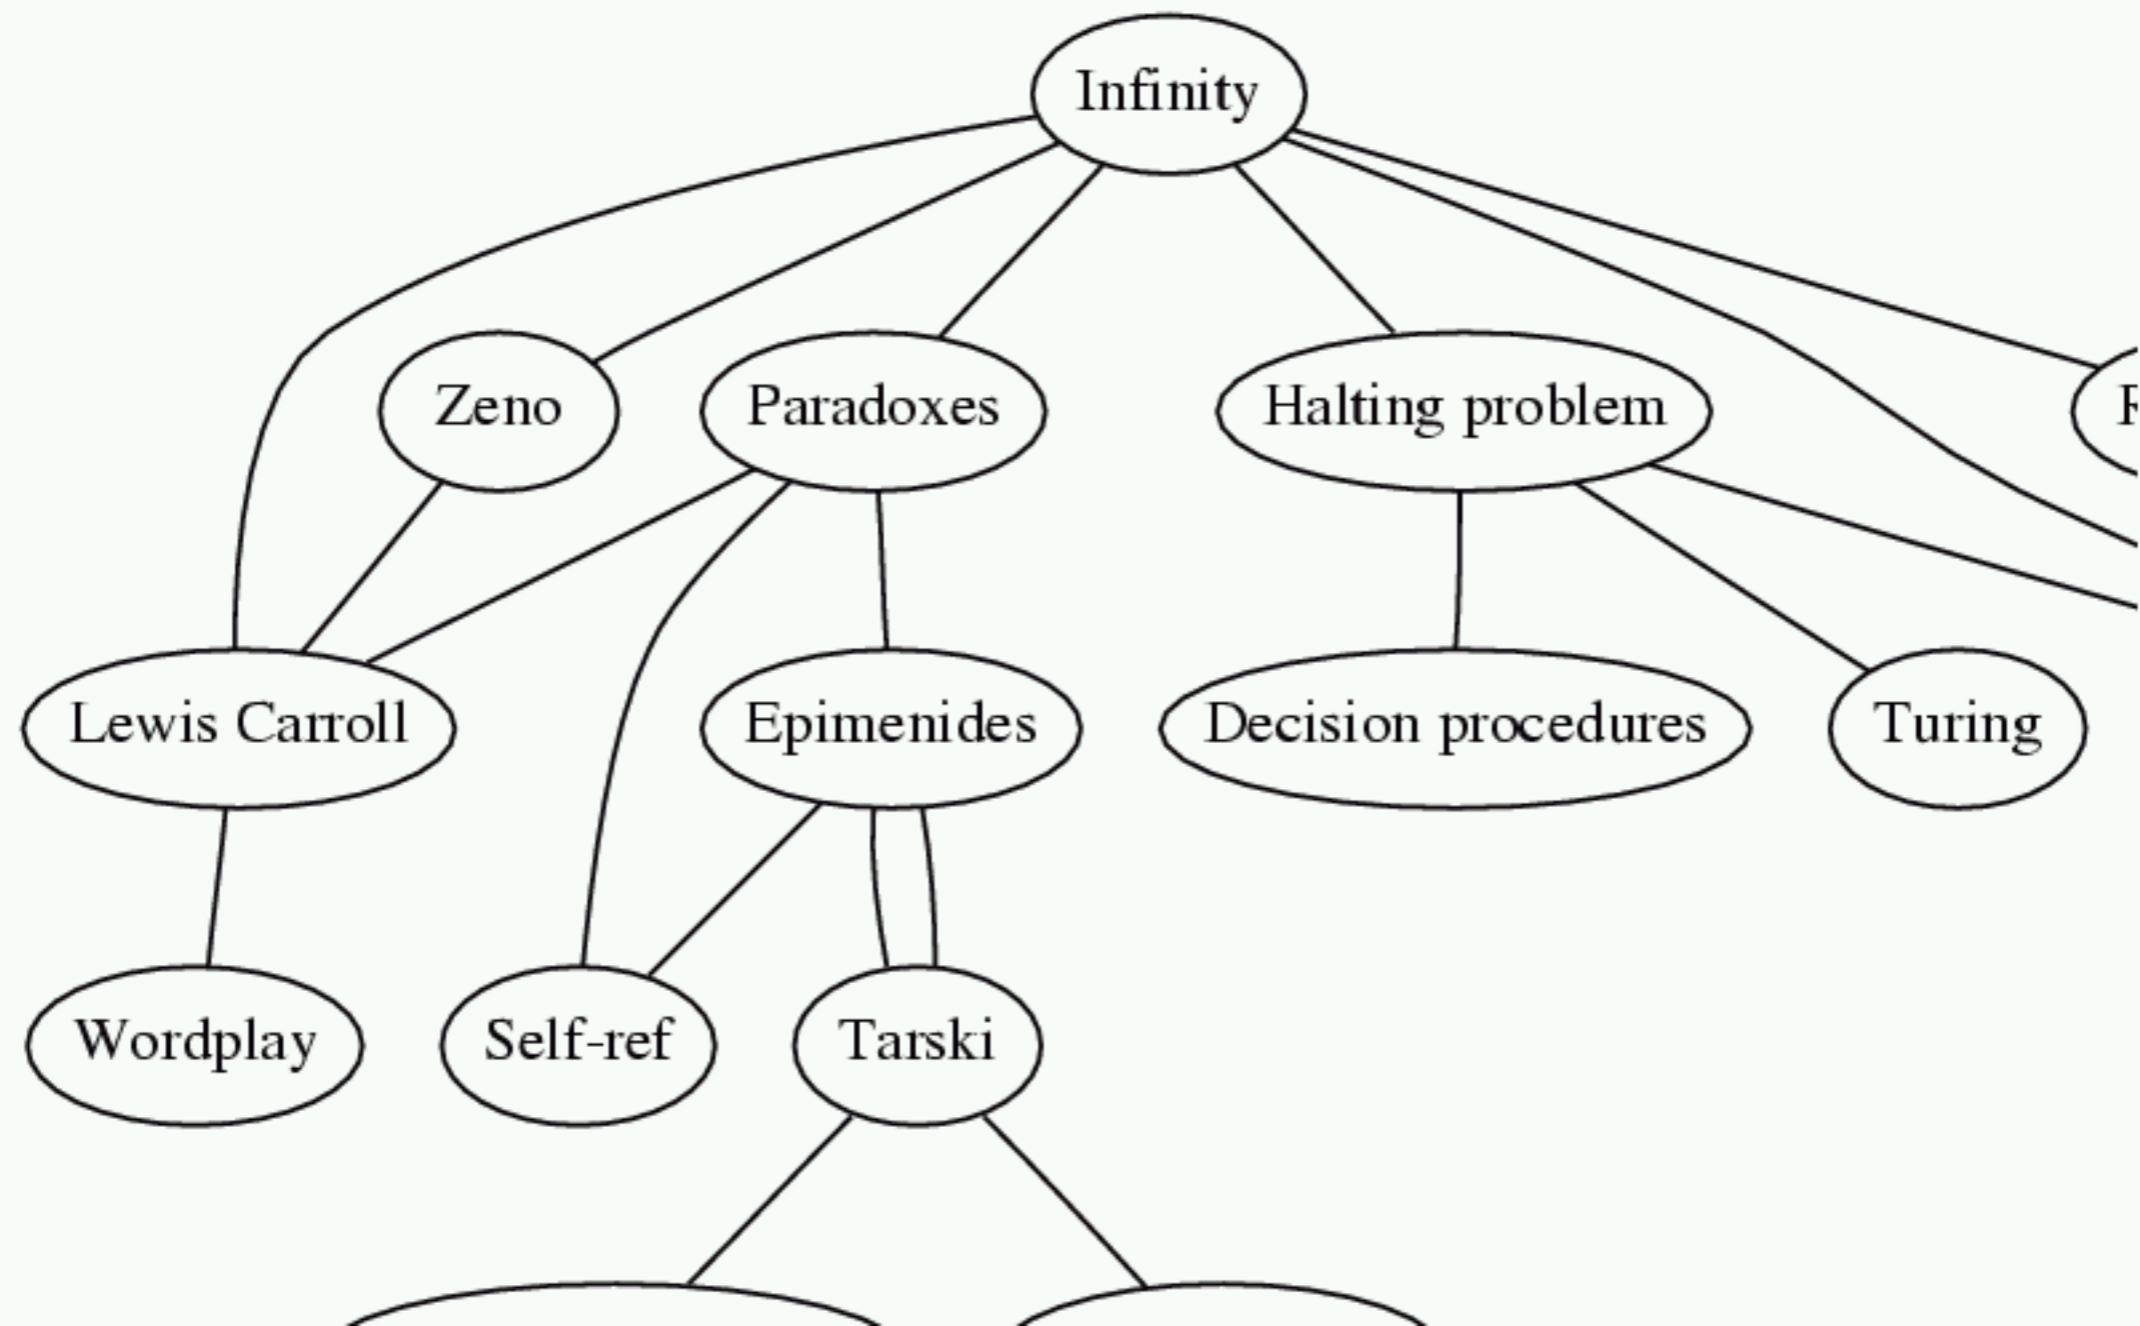 Infinity
Zeno
Paradoxes
Halting problem
Lewis Carroll
Epimenides
Decision procedures
Turing
Wordplay
Self-ref
Tarski